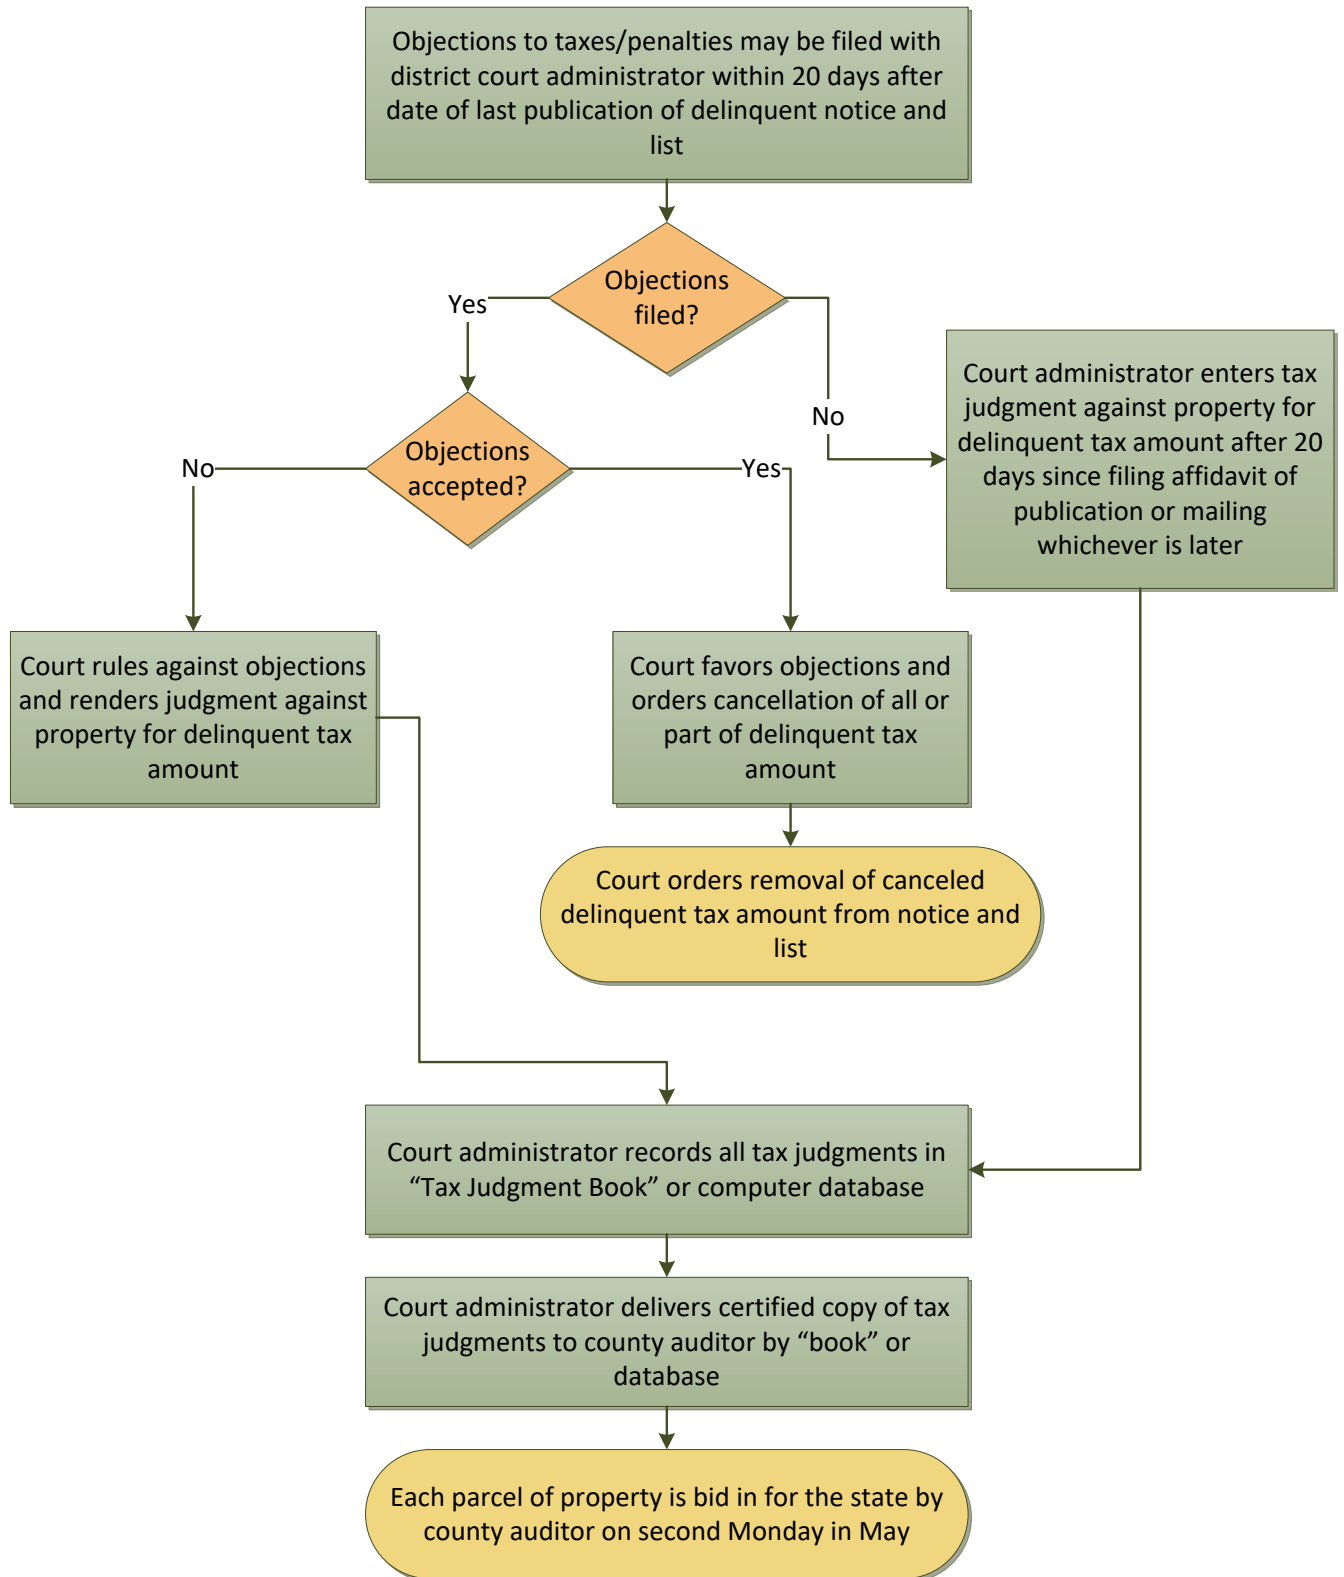 Objections to taxes/penalties may be filed with
district court administrator within 20 days after
date of last publication of delinquent notice and
list
Objections
filed?
Yes
No
Court administrator enters tax
judgment against property for
delinquent tax amount after 20
days since filing affidavit of
publication or mailing
whichever is later
Objections
accepted?
No
Yes
Court rules against objections
and renders judgment against
property for delinquent tax
amount
Court favors objections and
orders cancellation of all or
part of delinquent tax
amount
Court orders removal of canceled
delinquent tax amount from notice and
list
Court administrator records all tax judgments in
“Tax Judgment Book” or computer database
Court administrator delivers certified copy of tax
judgments to county auditor by “book” or
database
Each parcel of property is bid in for the state by
county auditor on second Monday in May